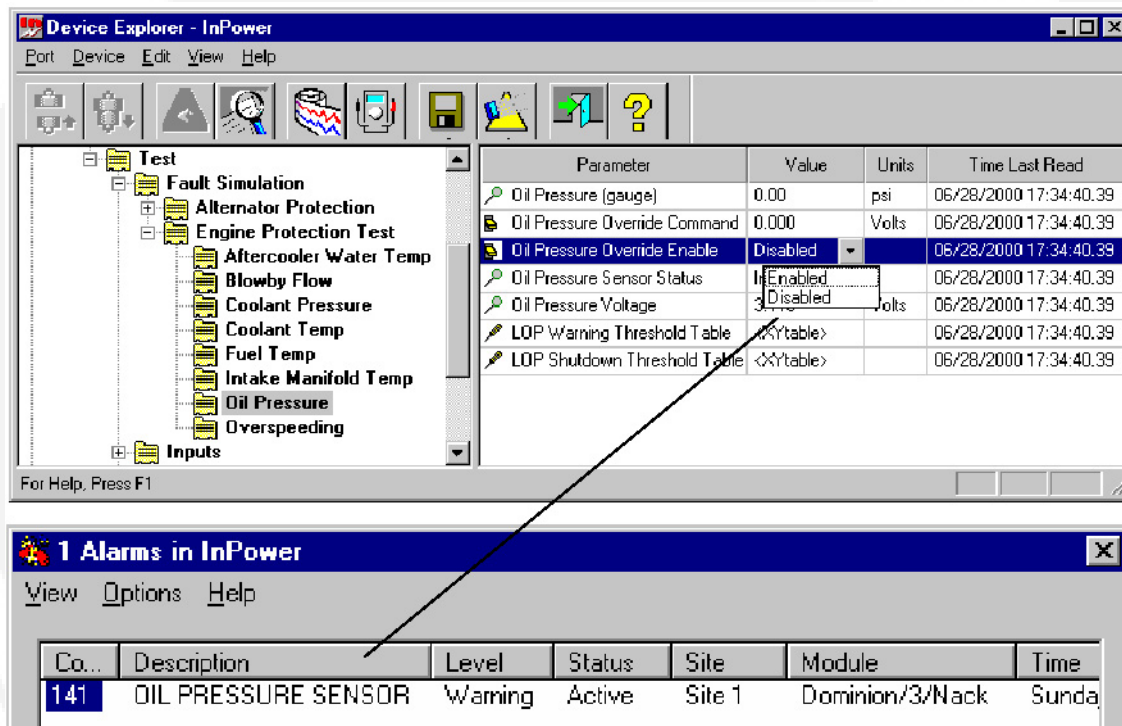 Device Explorer - InPower
Port Device Edit View Help
Test
Fault Simulation
Alternator Protection
Engine Protection Test
Aftercooler Water Temp
Blowby Flow
Coolant Pressure
Coolant Temp
Fuel Temp
Intake Manifold Temp
Oil Pressure
Overspeeding
Inputs
Parameter Value Units Time Last Read
Oil Pressure (gauge) 0.00 psi 06/28/2000 17:34:40.39
Oil Pressure Override Command 0.000 Volts 06/28/2000 17:34:40.39
Oil Pressure Override Enable Disabled 06/28/2000 17:34:40.39
Oil Pressure Sensor Status 06/28/2000 17:34:40.39
Enabled
Disabled
Oil Pressure Voltage Volts 06/28/2000 17:34:40.39
LOP Warning Threshold Table <XYtable> 06/28/2000 17:34:40.39
LOP Shutdown Threshold Table <XYtable> 06/28/2000 17:34:40.39
For Help, Press F1
1 Alarms in InPower
View Options Help
Co... Description Level Status Site Module Time
141 OIL PRESSURE SENSOR Warning Active Site 1 Dominion/3/Nack Sunda